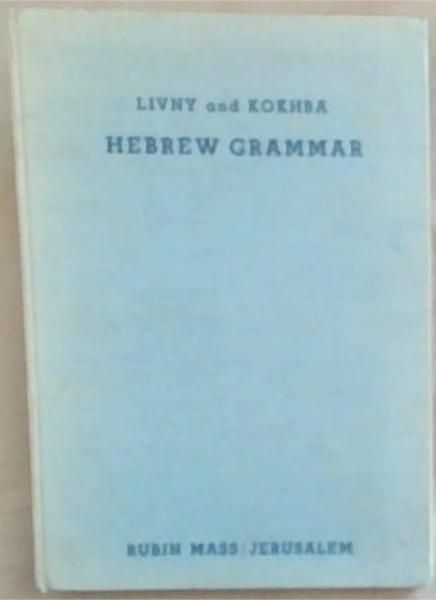 LIVNY and KOKHBA
HEBREW GRAMMAR
RUBIN MASS : JERUSALEM